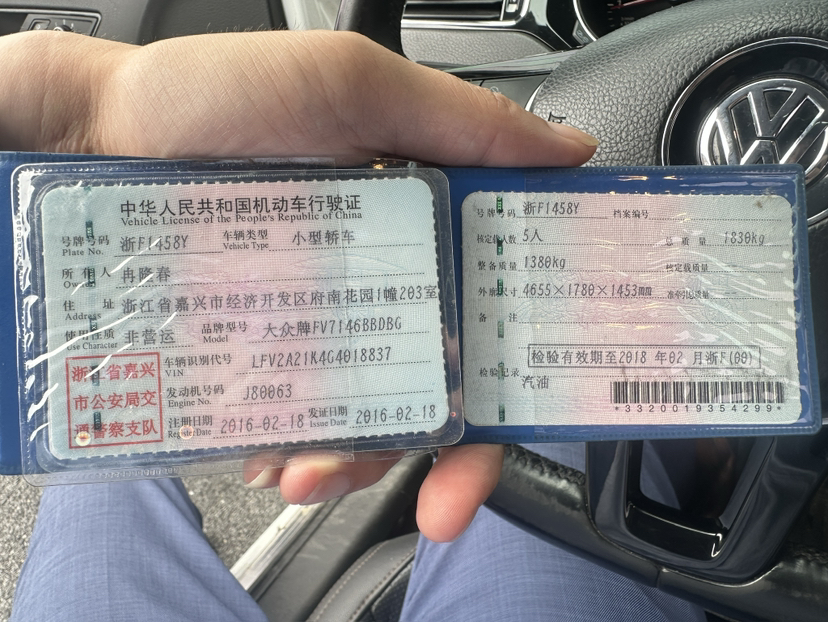 中华人民共和国机动车行驶证
Vehicle License of the People's Republic of China
号牌号码 浙F1458Y 车辆类型 小型轿车
Plate No. Vehicle Type
所有人 冉隆春
Owner
住址 浙江省嘉兴市经济开发区府南花园1幢203室
使用性质 非营运 品牌型号 大众牌FV7146BBDBG
Use Character Model
浙江省嘉兴
市公安局交
通警察支队
车辆识别代号 LFV2A21K4G4018837
VIN
发动机号码 J80063
Engine No.
注册日期 2016-02-18 发证日期 2016-02-18
Register Date Issue Date
号牌号码 浙F1458Y 档案编号
核定载人数 5人 总质量 1830kg
整备质量 1380kg 核定载质量
外廓尺寸 4655×1780×1453mm 准牵引总质量
备注
检验有效期至2018 年02 月浙F(00)
检验记录
汽油
*3320019354299*